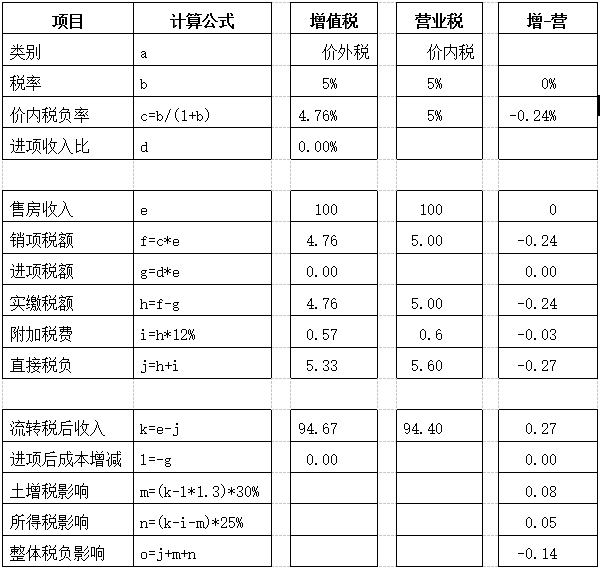 项目 计算公式 增值税 营业税 增-营
类别 a 价外税 价内税
税率 b 5% 5% 0%
价内税负率 c=b/(1+b) 4.76% 5% -0.24%
进项收入比 d 0.00%
售房收入 e 100 100 0
销项税额 f=c*e 4.76 5.00 -0.24
进项税额 g=d*e 0.00 0.00
实缴税额 h=f-g 4.76 5.00 -0.24
附加税费 i=h*12% 0.57 0.6 -0.03
直接税负 j=h+i 5.33 5.60 -0.27
流转税后收入 k=e-j 94.67 94.40 0.27
进项后成本增减 l=-g 0.00 0.00
土增税影响 m=(k-l*1.3)*30% 0.08
所得税影响 n=(k-i-m)*25% 0.05
整体税负影响 o=j+m+n -0.14